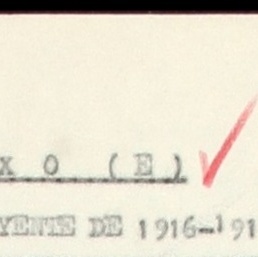 X O (E)
YENTE DE 1916-191